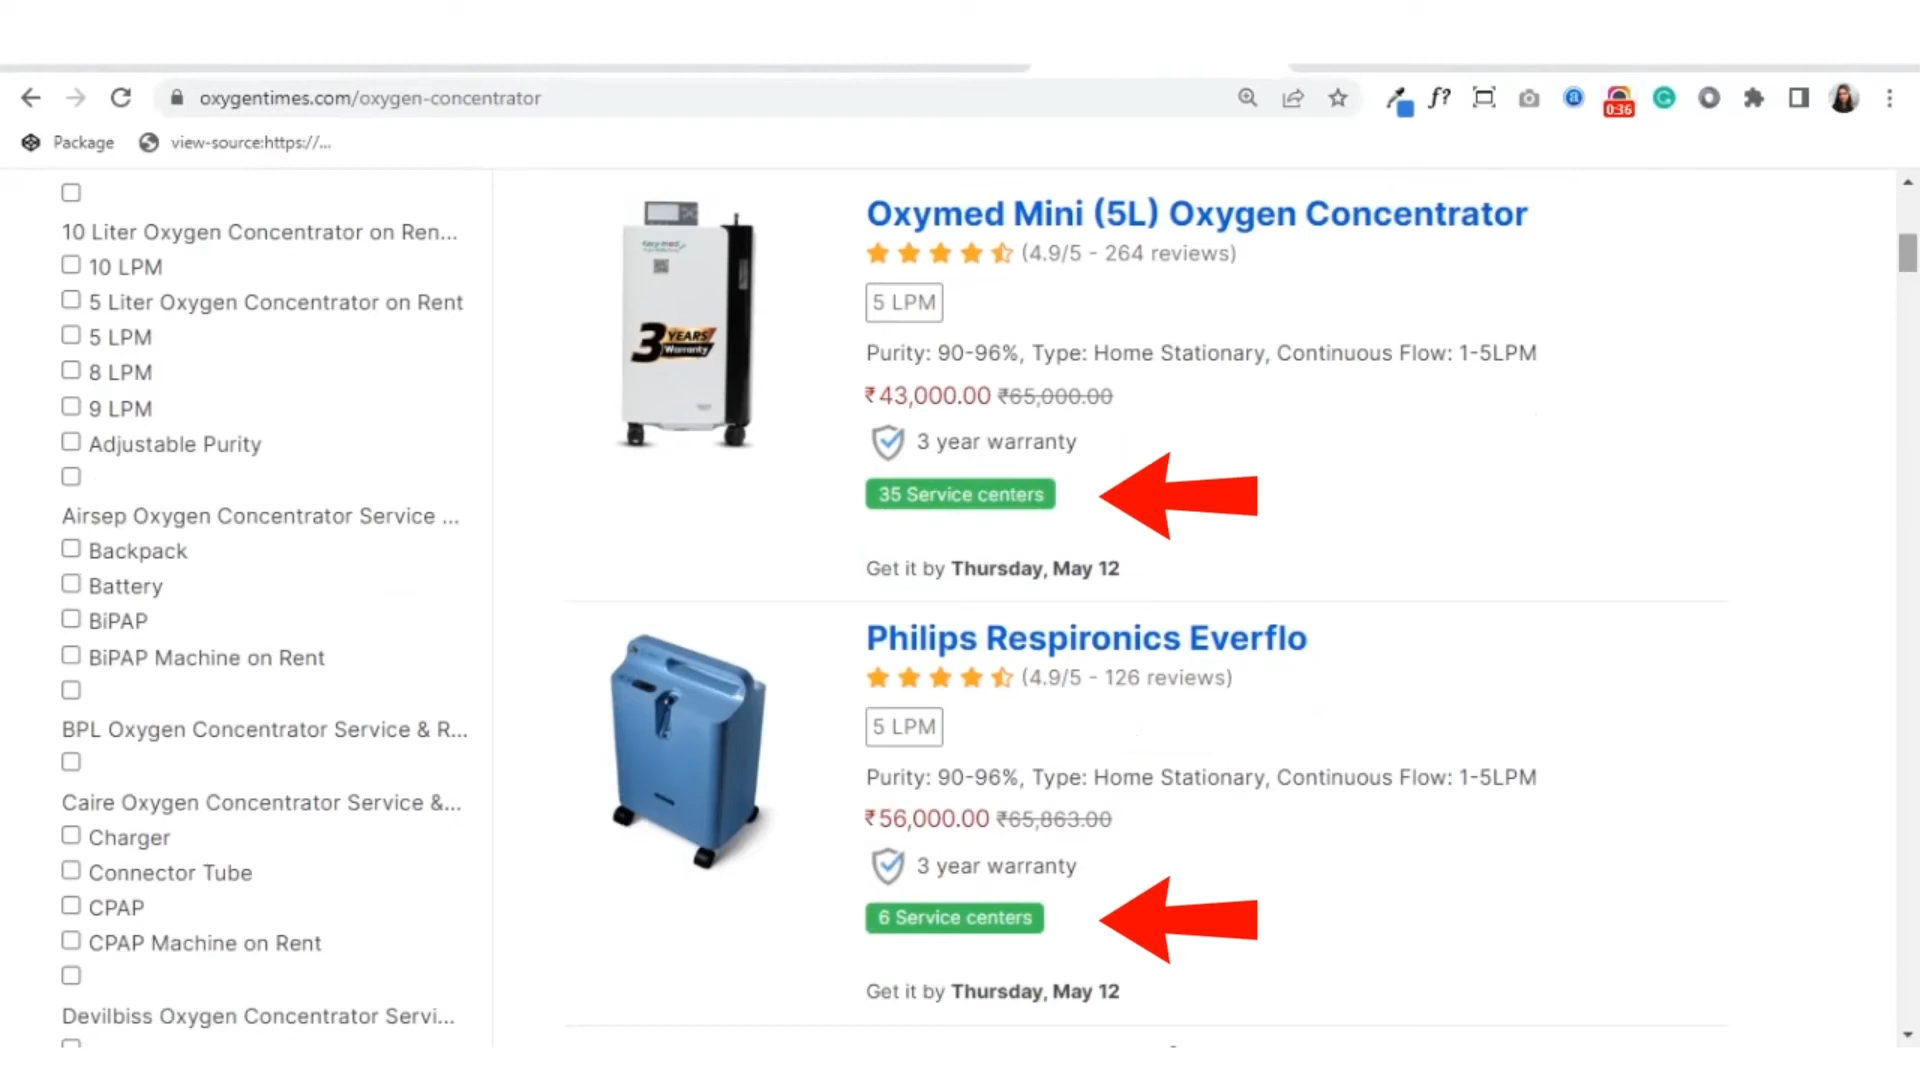 oxygentimes.com/oxygen-concentrator
f?
0:36
Package
view-source:https://...
10 Liter Oxygen Concentrator on Ren...
10 LPM
5 Liter Oxygen Concentrator on Rent
5 LPM
8 LPM
9 LPM
Adjustable Purity
Airsep Oxygen Concentrator Service ...
Backpack
Battery
BiPAP
BiPAP Machine on Rent
BPL Oxygen Concentrator Service & R...
Caire Oxygen Concentrator Service &...
Charger
Connector Tube
CPAP
CPAP Machine on Rent
Devilbiss Oxygen Concentrator Servi...
3 YEARS
Warranty
Oxymed Mini (5L) Oxygen Concentrator
(4.9/5 - 264 reviews)
5 LPM
Purity: 90-96%, Type: Home Stationary, Continuous Flow: 1-5LPM
₹43,000.00 ₹65,000.00
3 year warranty
35 Service centers
Get it by Thursday, May 12
Philips Respironics Everflo
(4.9/5 - 126 reviews)
5 LPM
Purity: 90-96%, Type: Home Stationary, Continuous Flow: 1-5LPM
₹56,000.00 ₹65,863.00
3 year warranty
6 Service centers
Get it by Thursday, May 12